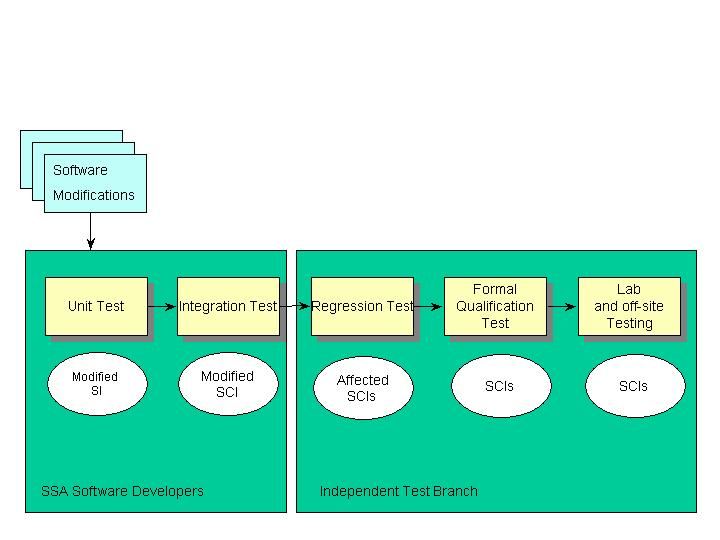 Software
Modifications
Unit Test
Integration Test
Regression Test
Formal
Qualification
Test
Lab
and off-site
Testing
Modified
SI
Modified
SCI
Affected
SCIs
SCIs
SCIs
SSA Software Developers
Independent Test Branch